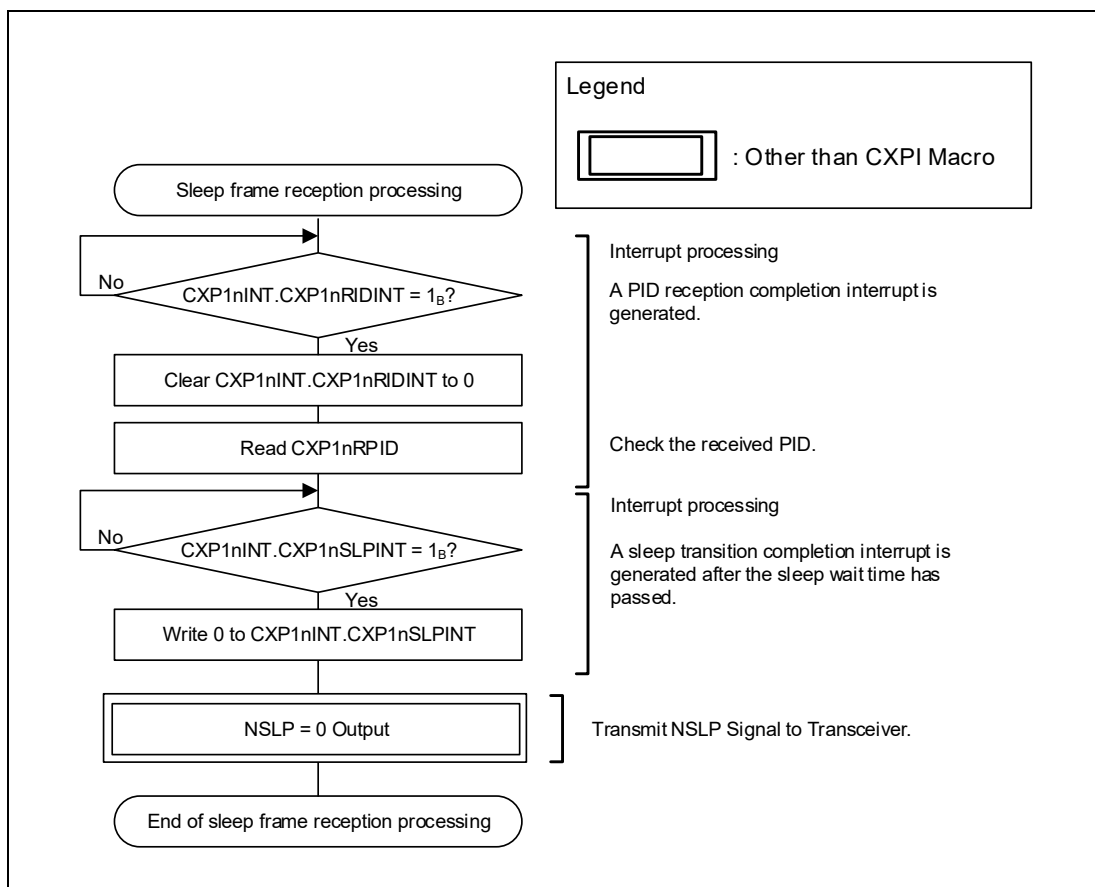 Legend
: Other than CXPI Macro
Sleep frame reception processing
No
CXP1nINT.CXP1nRIDINT = 1B?
Yes
Interrupt processing
A PID reception completion interrupt is
generated.
Clear CXP1nINT.CXP1nRIDINT to 0
Read CXP1nRPID
Check the received PID.
No
CXP1nINT.CXP1nSLPINT = 1B?
Yes
Interrupt processing
A sleep transition completion interrupt is
generated after the sleep wait time has
passed.
Write 0 to CXP1nINT.CXP1nSLPINT
NSLP = 0 Output
Transmit NSLP Signal to Transceiver.
End of sleep frame reception processing